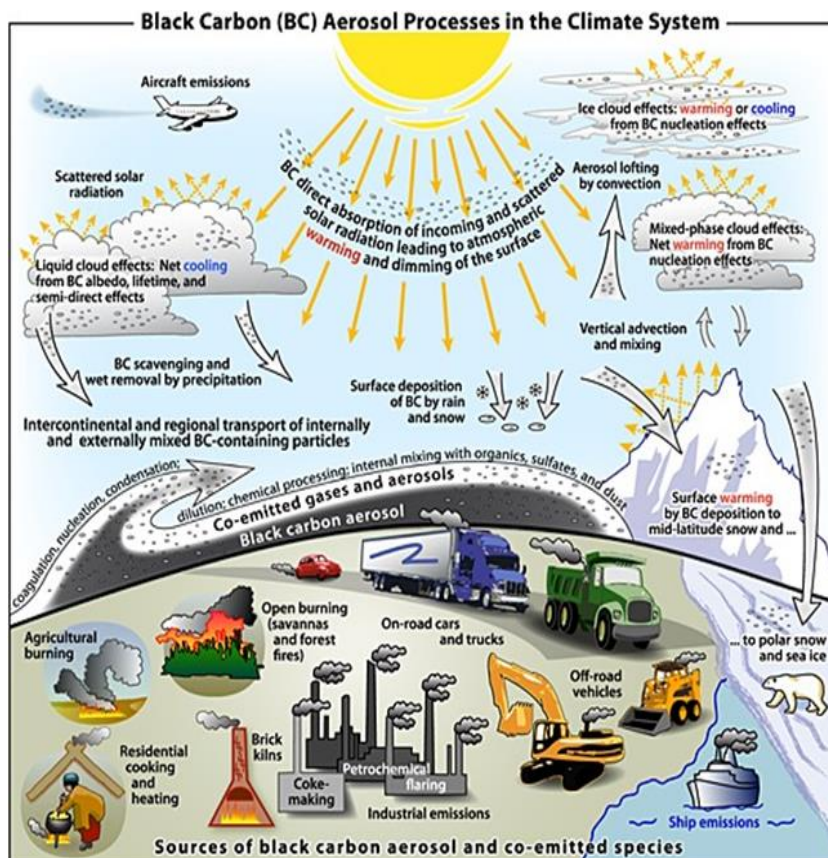 Black Carbon (BC) Aerosol Processes in the Climate System
Aircraft emissions
Ice cloud effects: warming or cooling
from BC nucleation effects
Scattered solar
radiation
BC direct absorption of incoming and scattered
solar radiation leading to atmospheric
warming and dimming of the surface
Aerosol lofting
by convection
Liquid cloud effects: Net cooling
from BC albedo, lifetime, and
semi-direct effects
Mixed-phase cloud effects:
Net warming from BC
nucleation effects
Vertical advection
and mixing
BC scavenging and
wet removal by precipitation
Surface deposition
of BC by rain
and snow
Intercontinental and regional transport of internally
and externally mixed BC-containing particles
coagulation, nucleation, condensation;
dilution; chemical processing; internal mixing with organics, sulfates, and dust
Co-emitted gases and aerosols
Black carbon aerosol
Surface warming
by BC deposition to
mid-latitude snow and ...
... to polar snow
and sea ice
Agricultural
burning
Open burning
(savannas
and forest
fires)
On-road cars
and trucks
Off-road
vehicles
Residential
cooking
and
heating
Brick
kilns
Coke-
making
Petrochemical
flaring
Industrial emissions
Ship emissions
Sources of black carbon aerosol and co-emitted species